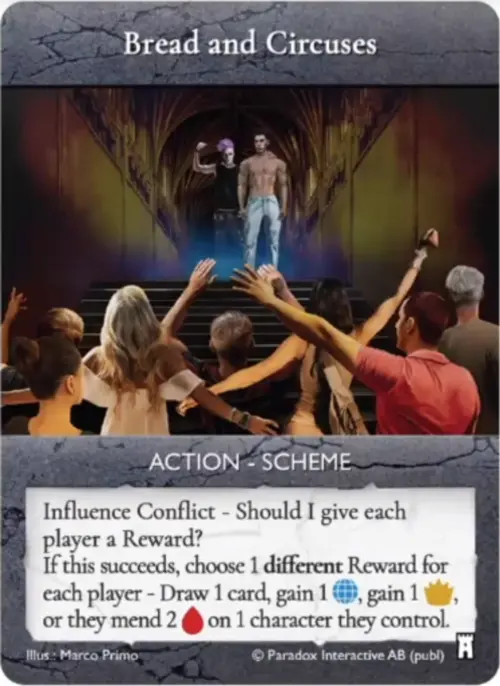 Bread and Circuses
ACTION - SCHEME
Influence Conflict - Should I give each
player a Reward?
If this succeeds, choose 1 different Reward for
each player - Draw 1 card, gain 1 , gain 1 ,
or they mend 2 on 1 character they control.
Illus.: Marco Primo © Paradox Interactive AB (publ)